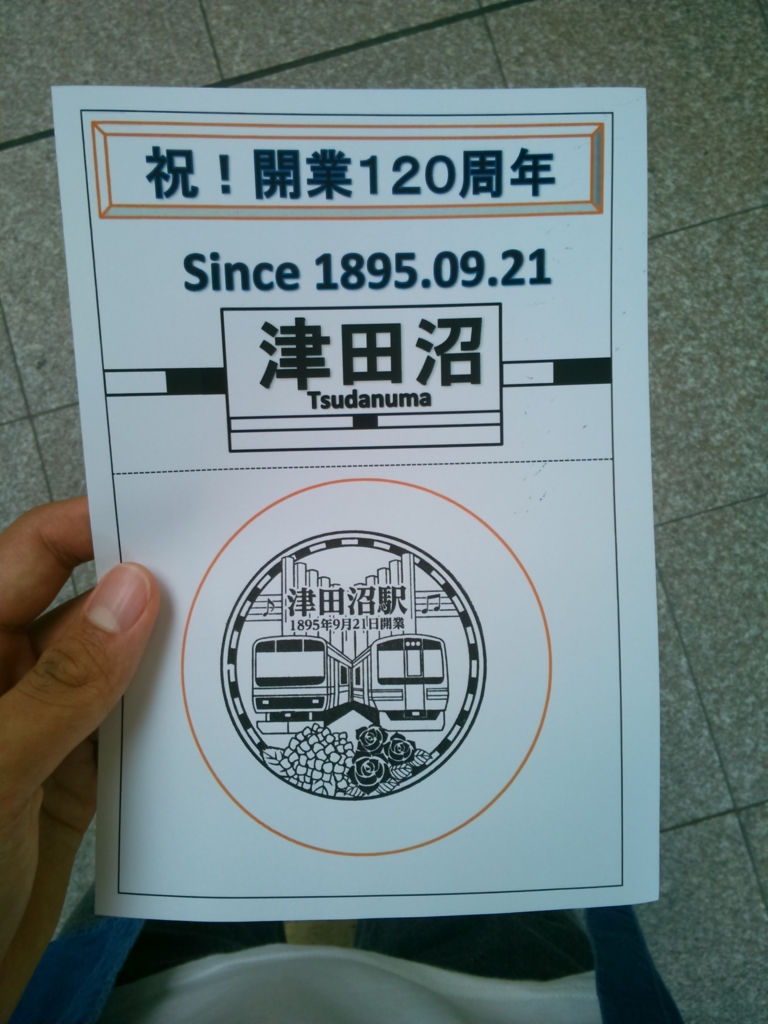 祝！開業120周年
Since 1895.09.21
津田沼
Tsudanuma
津田沼駅
1895年9月21日開業